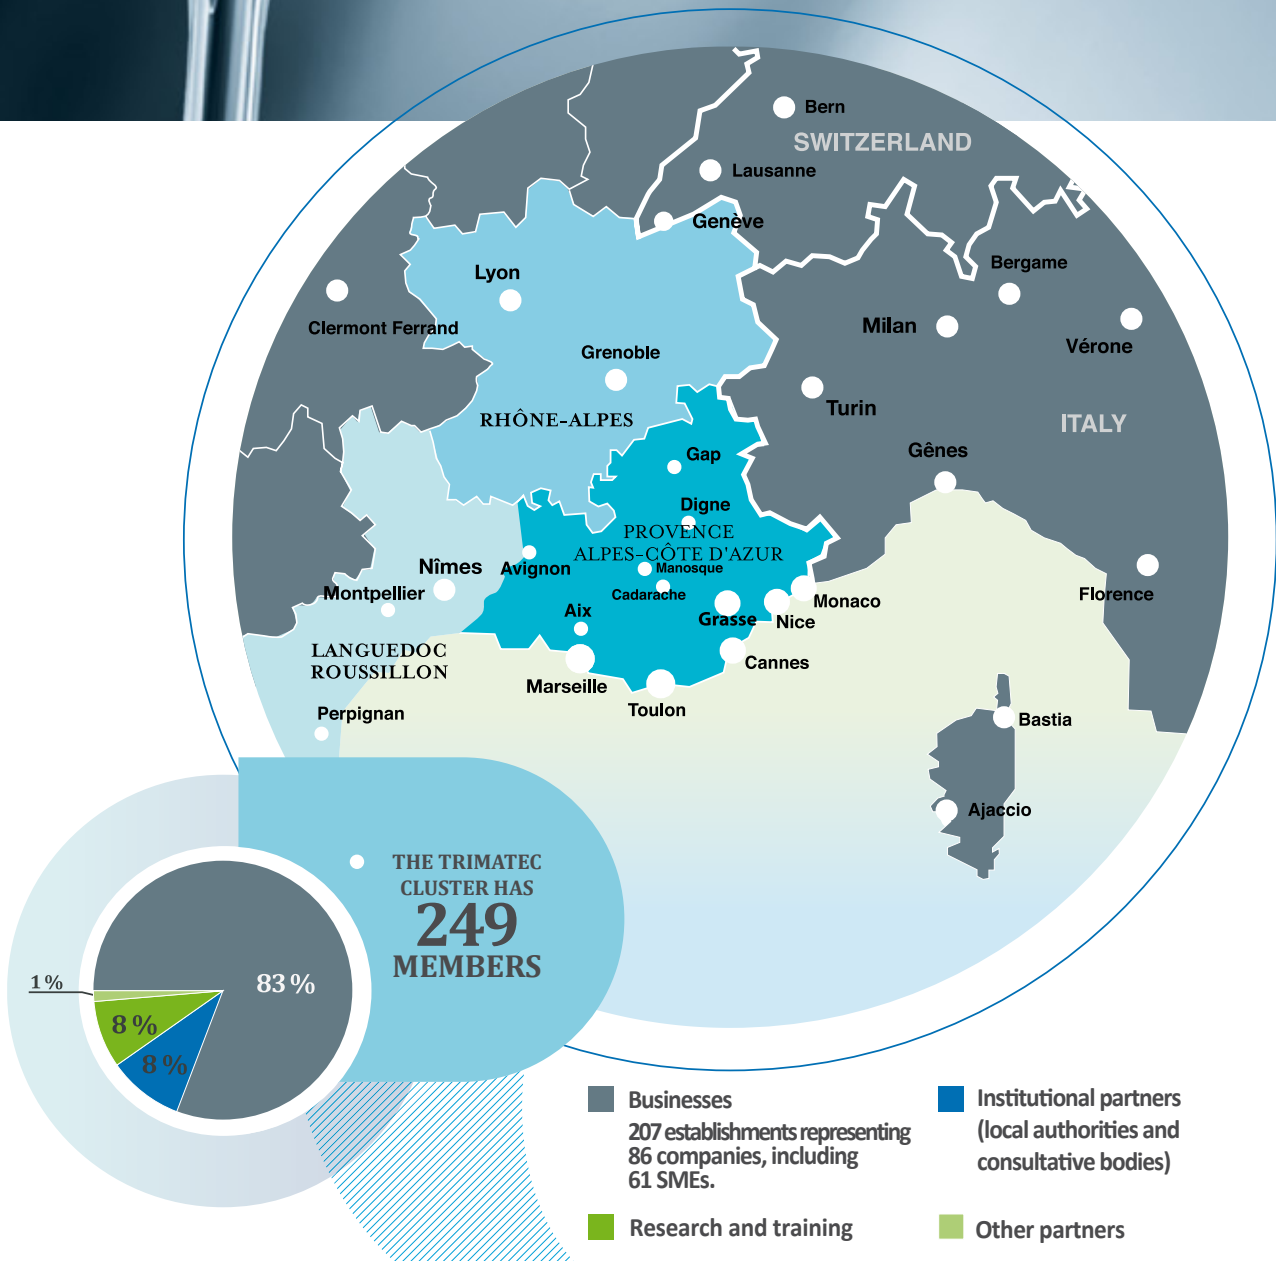 Bern
SWITZERLAND
Lausanne
Genève
Bergame
Lyon
Clermont Ferrand
Milan
Vérone
Grenoble
Turin
RHÔNE-ALPES
ITALY
Gap
Gênes
Digne
PROVENCE
ALPES-CÔTE D'AZUR
Nîmes
Avignon
Manosque
Montpellier
Cadarache
Florence
Monaco
Aix
Grasse
Nice
LANGUEDOC
ROUSSILLON
Cannes
Marseille
Toulon
Perpignan
Bastia
Ajaccio
THE TRIMATEC
CLUSTER HAS
249
MEMBERS
1 %
83 %
8 %
8 %
Businesses
207 establishments representing
86 companies, including
61 SMEs.
Institutional partners
(local authorities and
consultative bodies)
Research and training
Other partners